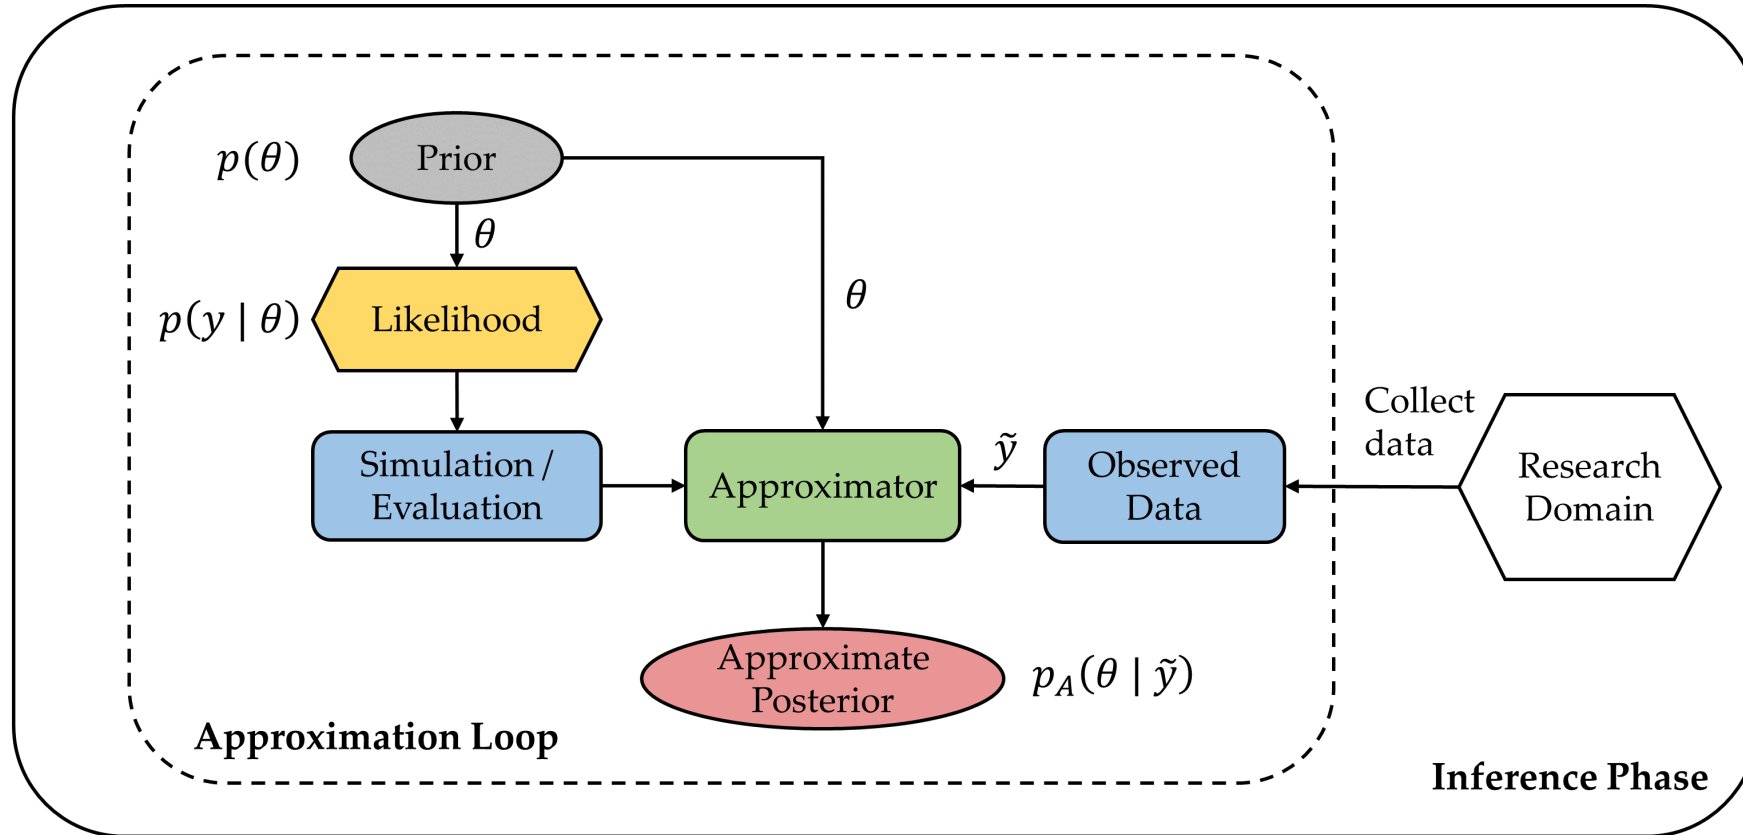 p(θ)
Prior
θ
p(y | θ)
Likelihood
θ
Collect
data
Simulation /
Evaluation
Approximator
ỹ
Observed
Data
Research
Domain
Approximate
Posterior
p_A(θ | ỹ)
Approximation Loop
Inference Phase